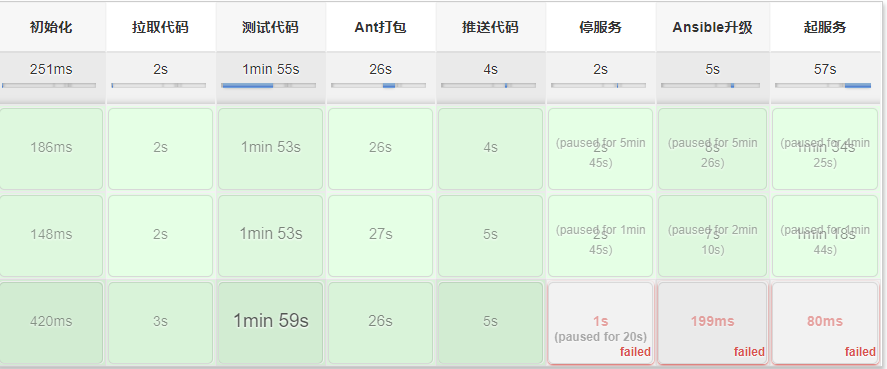 初始化 拉取代码 测试代码 Ant打包 推送代码 停服务 Ansible升级 起服务
251ms 2s 1min 55s 26s 4s 2s 5s 57s
186ms 2s 1min 53s 26s 4s 2s (paused for 5min 45s) 8s (paused for 5min 26s) 1min 34s (paused for 4min 25s)
148ms 2s 1min 53s 27s 5s 2s (paused for 1min 45s) 7s (paused for 2min 10s) 1min 18s (paused for 1min 44s)
420ms 3s 1min 59s 26s 5s 1s 199ms 80ms
(paused for 20s)
failed failed failed